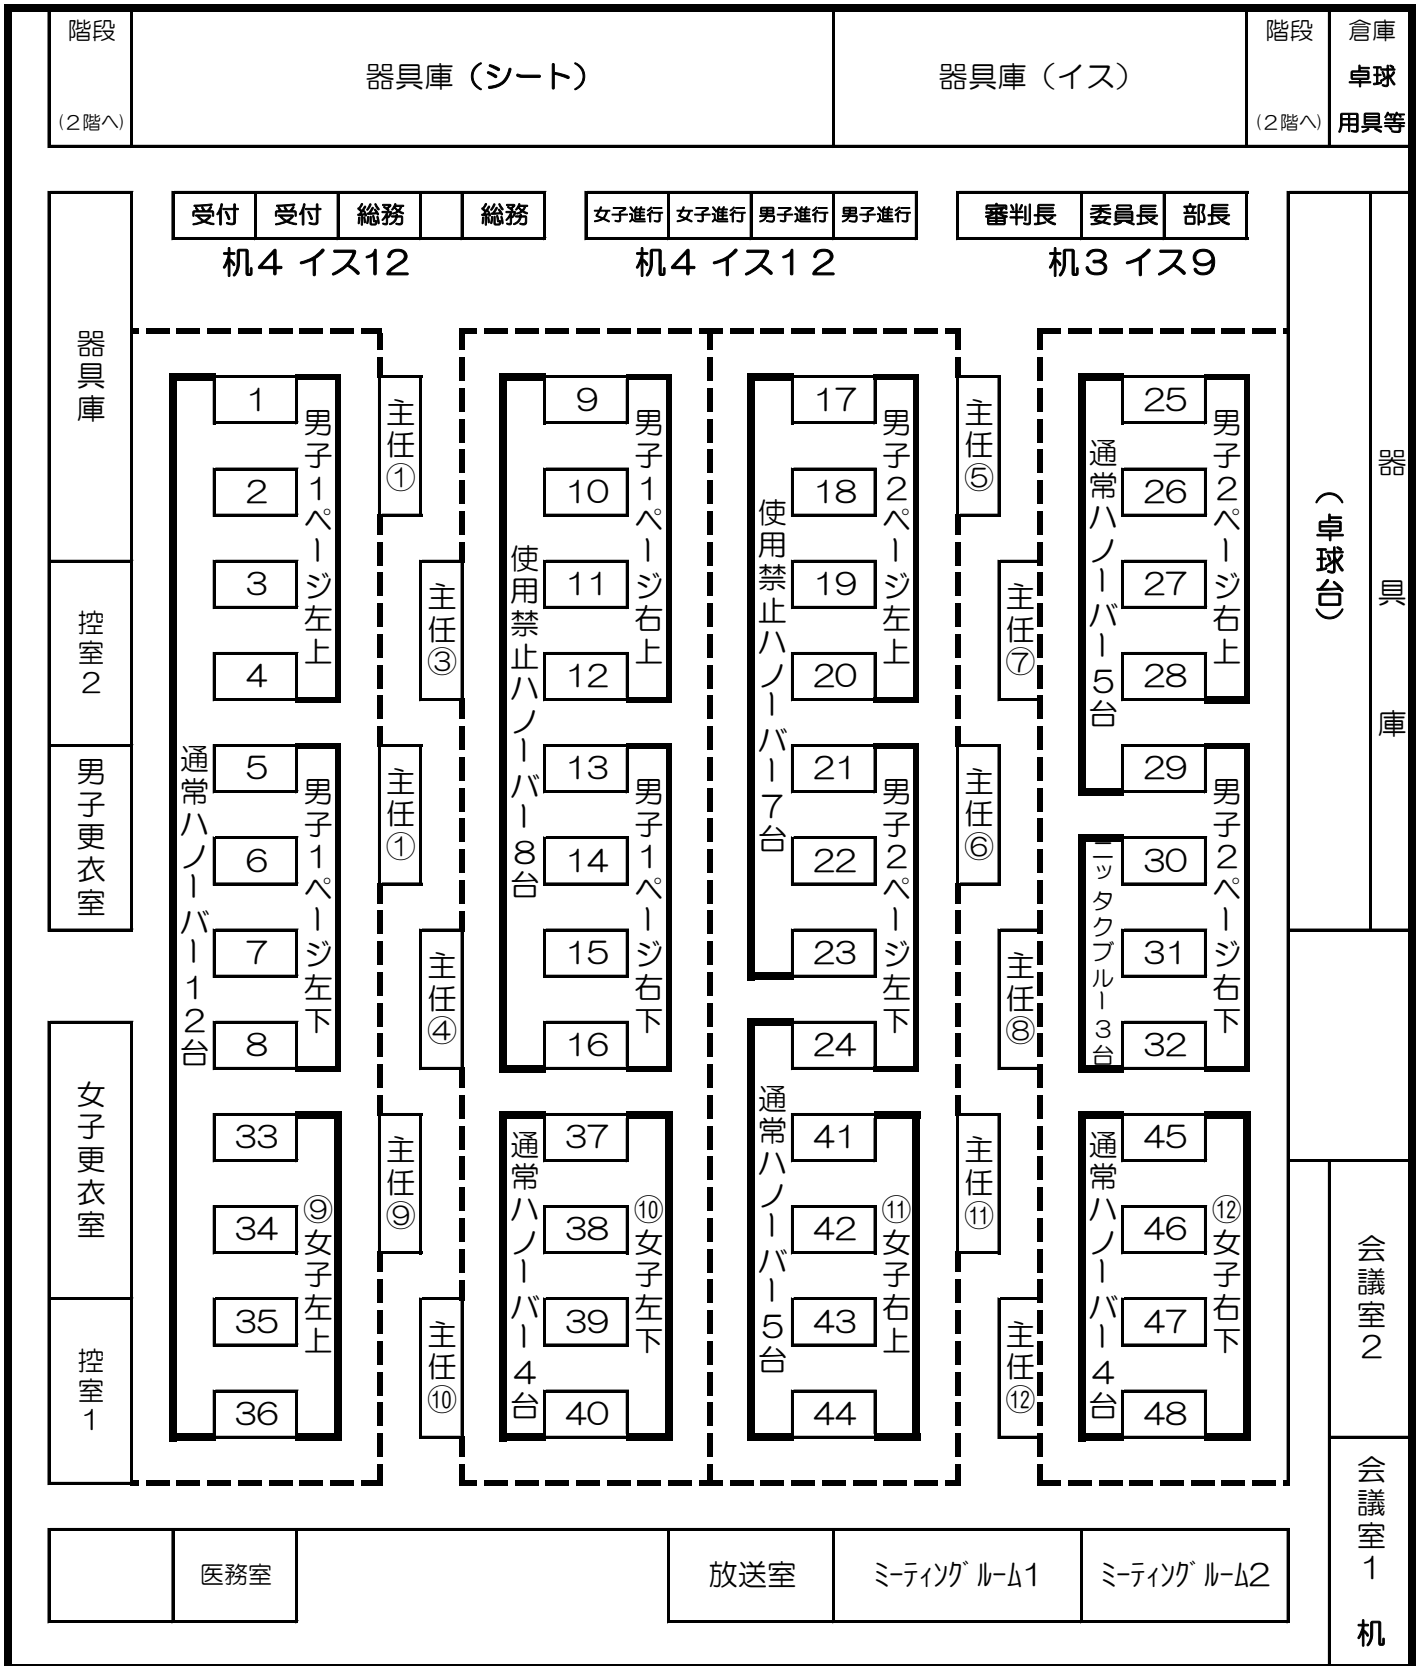 階段
(２階へ)
器具庫（シート）
器具庫（イス）
階段
(２階へ)
倉庫
卓球
用具等
受付
受付
総務
総務
机４ イス12
女子進行
女子進行
男子進行
男子進行
机４ イス１２
審判長
委員長
部長
机３ イス９
器具庫
控室２
男子更衣室
女子更衣室
控室１
通常ハノーバー１２台
1
2
3
4
男子１ページ左上
5
6
7
8
男子１ページ左下
33
34
35
36
⑨女子左上
主任①
主任③
主任①
主任④
主任⑨
主任⑩
使用禁止ハノーバー８台
9
10
11
12
男子１ページ右上
13
14
15
16
男子１ページ右下
通常ハノーバー４台
37
38
39
40
⑩女子左下
使用禁止ハノーバー７台
17
18
19
20
男子２ページ左上
21
22
23
24
男子２ページ左下
通常ハノーバー５台
41
42
43
44
⑪女子右上
主任⑤
主任⑦
主任⑥
主任⑧
主任⑪
主任⑫
通常ハノーバー５台
25
26
27
28
男子２ページ右上
29
ニッタクブルー３台
30
31
32
男子２ページ右下
通常ハノーバー４台
45
46
47
48
⑫女子右下
（卓球台）
器具庫
会議室２
会議室１
机
医務室
放送室
ﾐｰﾃｨﾝｸﾞﾙｰﾑ1
ﾐｰﾃｨﾝｸﾞﾙｰﾑ2